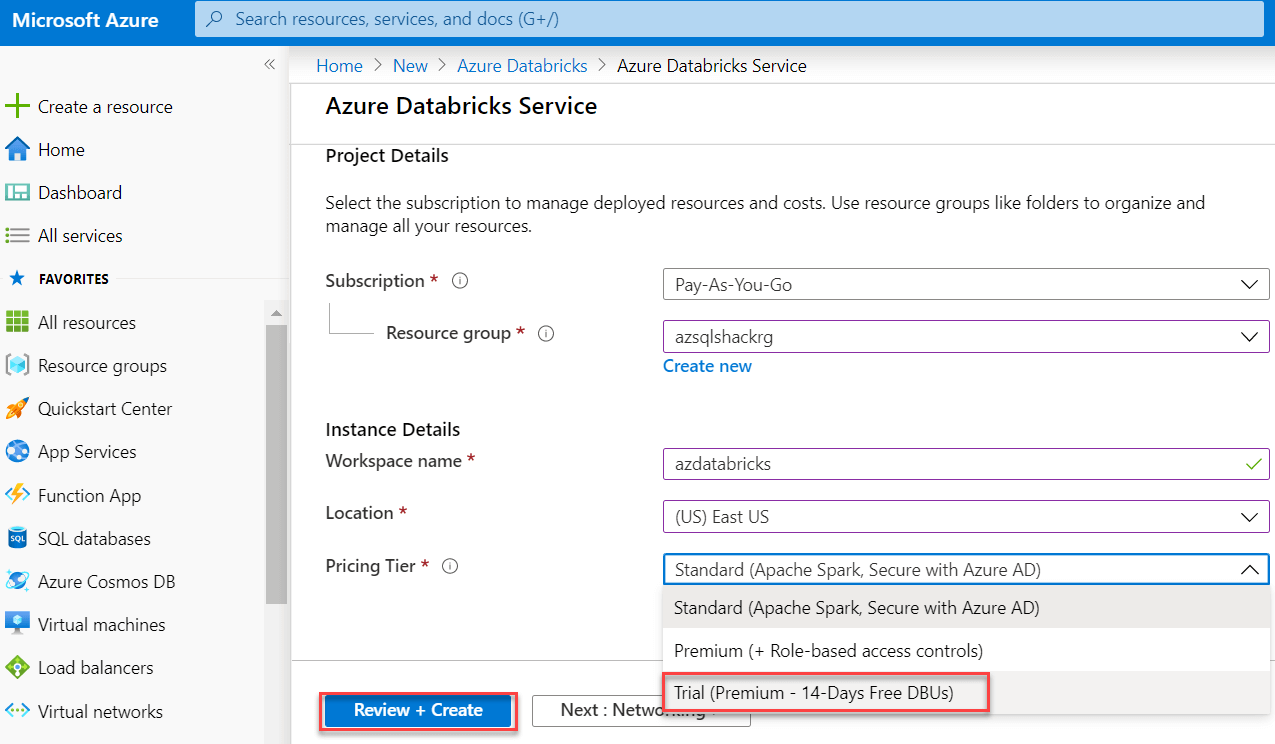 Microsoft Azure
Search resources, services, and docs (G+/)
«
Home > New > Azure Databricks > Azure Databricks Service
Create a resource
Home
Dashboard
All services
FAVORITES
All resources
Resource groups
Quickstart Center
App Services
Function App
SQL databases
Azure Cosmos DB
Virtual machines
Load balancers
Virtual networks
Azure Databricks Service
Project Details
Select the subscription to manage deployed resources and costs. Use resource groups like folders to organize and
manage all your resources.
Subscription *
Pay-As-You-Go
Resource group *
azsqlshackrg
Create new
Instance Details
Workspace name *
azdatabricks
Location *
(US) East US
Pricing Tier *
Standard (Apache Spark, Secure with Azure AD)
Standard (Apache Spark, Secure with Azure AD)
Premium (+ Role-based access controls)
Trial (Premium - 14-Days Free DBUs)
Review + Create
Next : Networking